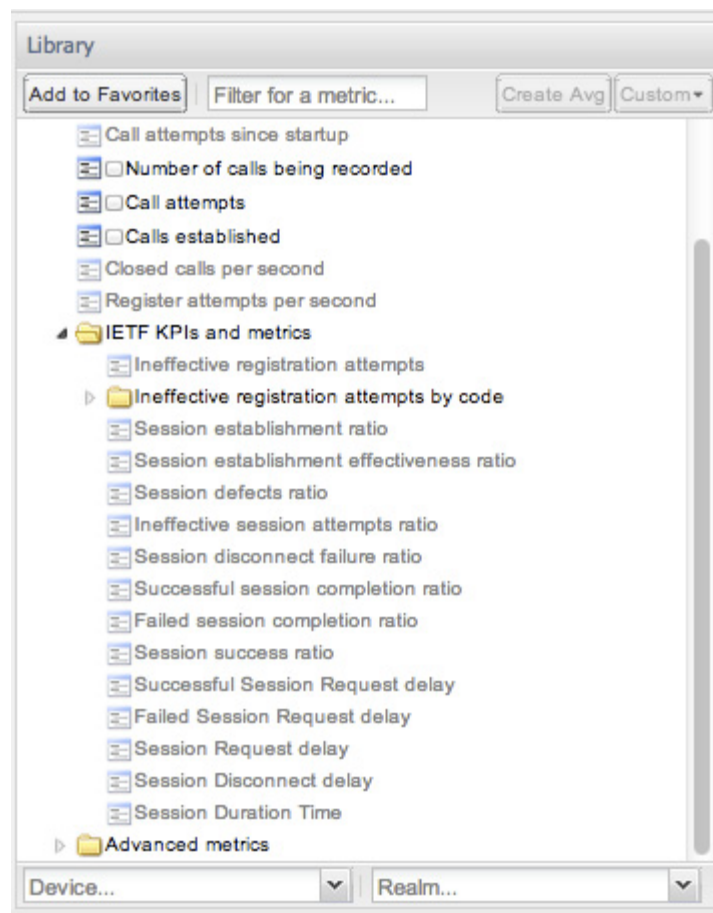 Library
Add to Favorites Filter for a metric... Create Avg Custom
Call attempts since startup
Number of calls being recorded
Call attempts
Calls established
Closed calls per second
Register attempts per second
IETF KPIs and metrics
Ineffective registration attempts
Ineffective registration attempts by code
Session establishment ratio
Session establishment effectiveness ratio
Session defects ratio
Ineffective session attempts ratio
Session disconnect failure ratio
Successful session completion ratio
Failed session completion ratio
Session success ratio
Successful Session Request delay
Failed Session Request delay
Session Request delay
Session Disconnect delay
Session Duration Time
Advanced metrics
Device... Realm...